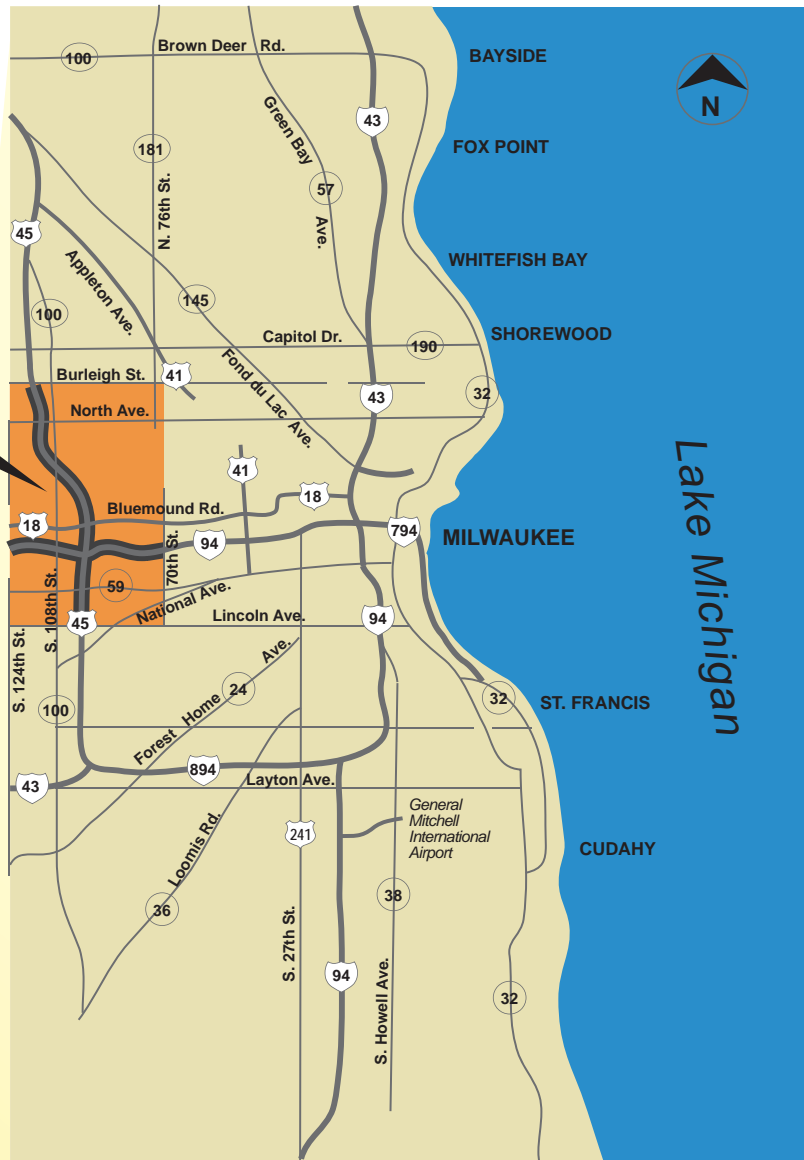 Brown Deer Rd.
100
BAYSIDE
N
43
FOX POINT
Green Bay
Ave.
57
181
N. 76th St.
45
Appleton Ave.
WHITEFISH BAY
145
100
Capitol Dr.
190
SHOREWOOD
Fond du Lac Ave.
Burleigh St.
41
43
32
North Ave.
41
18
Bluemound Rd.
18
94
794
MILWAUKEE
Lake Michigan
70th St.
59
National Ave.
S. 108th St.
S. 124th St.
45
Lincoln Ave.
94
Forest Home Ave.
24
32
ST. FRANCIS
100
894
43
Layton Ave.
General
Mitchell
International
Airport
241
CUDAHY
Loomis Rd.
36
38
S. 27th St.
94
S. Howell Ave.
32